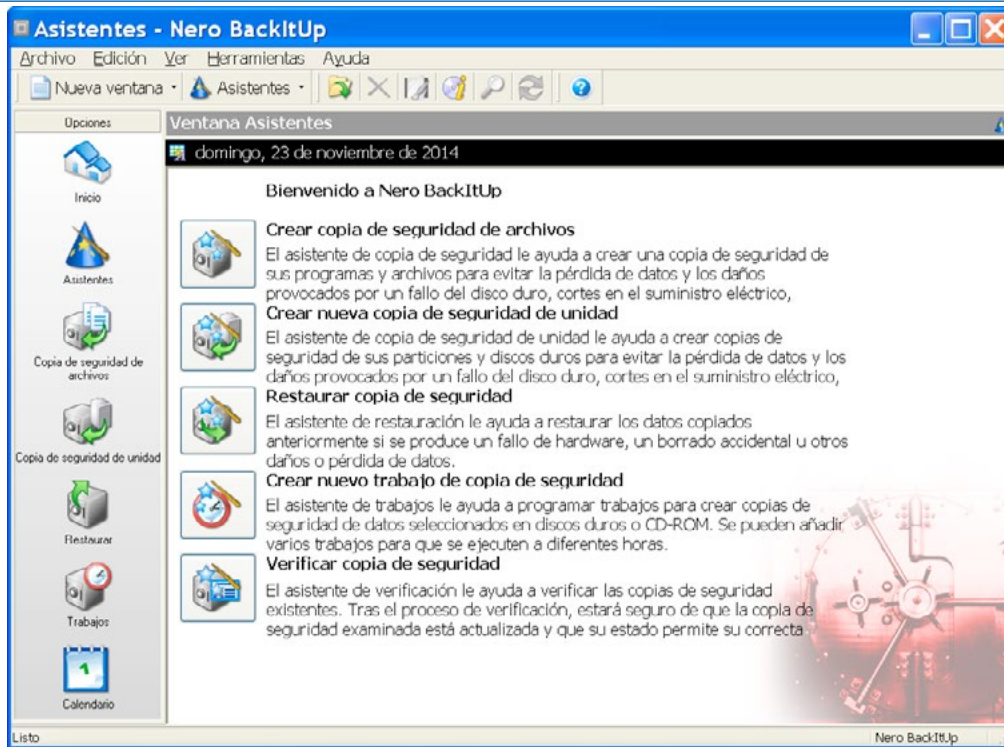 Asistentes - Nero BackItUp
Archivo Edición Ver Herramientas Ayuda
Nueva ventana Asistentes
Opciones
Ventana Asistentes
domingo, 23 de noviembre de 2014
Inicio
Asistentes
Copia de seguridad de
archivos
Copia de seguridad de unidad
Restaurar
Trabajos
1
Calendario
Bienvenido a Nero BackItUp
Crear copia de seguridad de archivos
El asistente de copia de seguridad le ayuda a crear una copia de seguridad de
sus programas y archivos para evitar la pérdida de datos y los daños
provocados por un fallo del disco duro, cortes en el suministro eléctrico,
Crear nueva copia de seguridad de unidad
El asistente de copia de seguridad de unidad le ayuda a crear copias de
seguridad de sus particiones y discos duros para evitar la pérdida de datos y los
daños provocados por un fallo del disco duro, cortes en el suministro eléctrico,
Restaurar copia de seguridad
El asistente de restauración le ayuda a restaurar los datos copiados
anteriormente si se produce un fallo de hardware, un borrado accidental u otros
daños o pérdida de datos.
Crear nuevo trabajo de copia de seguridad
El asistente de trabajos le ayuda a programar trabajos para crear copias de
seguridad de datos seleccionados en discos duros o CD-ROM. Se pueden añadir
varios trabajos para que se ejecuten a diferentes horas.
Verificar copia de seguridad
El asistente de verificación le ayuda a verificar las copias de seguridad
existentes. Tras el proceso de verificación, estará seguro de que la copia de
seguridad examinada está actualizada y que su estado permite su correcta
Listo
Nero BackItUp